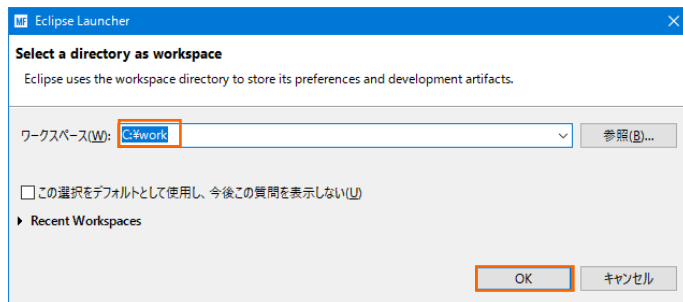 MF Eclipse Launcher
Select a directory as workspace
Eclipse uses the workspace directory to store its preferences and development artifacts.
ワークスペース(W): C:¥work 参照(B)...
この選択をデフォルトとして使用し、今後この質問を表示しない(U)
Recent Workspaces
OK キャンセル